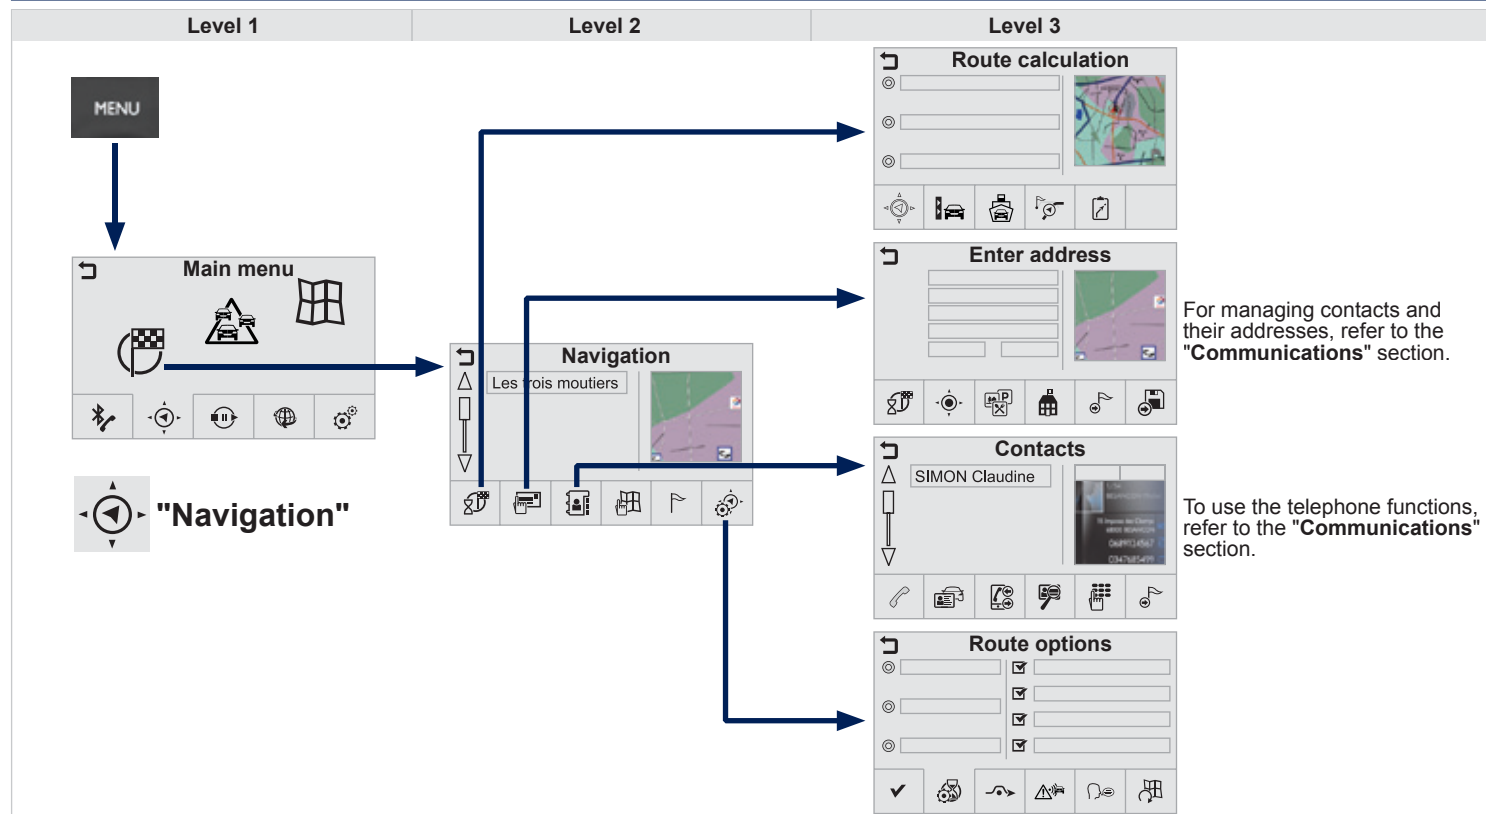 Level 1
Level 2
Level 3
MENU
Main menu
"Navigation"
Navigation
Les trois moutiers
Route calculation
Enter address
For managing contacts and
their addresses, refer to the
"Communications" section.
Contacts
SIMON Claudine
0347685499
To use the telephone functions,
refer to the "Communications"
section.
Route options